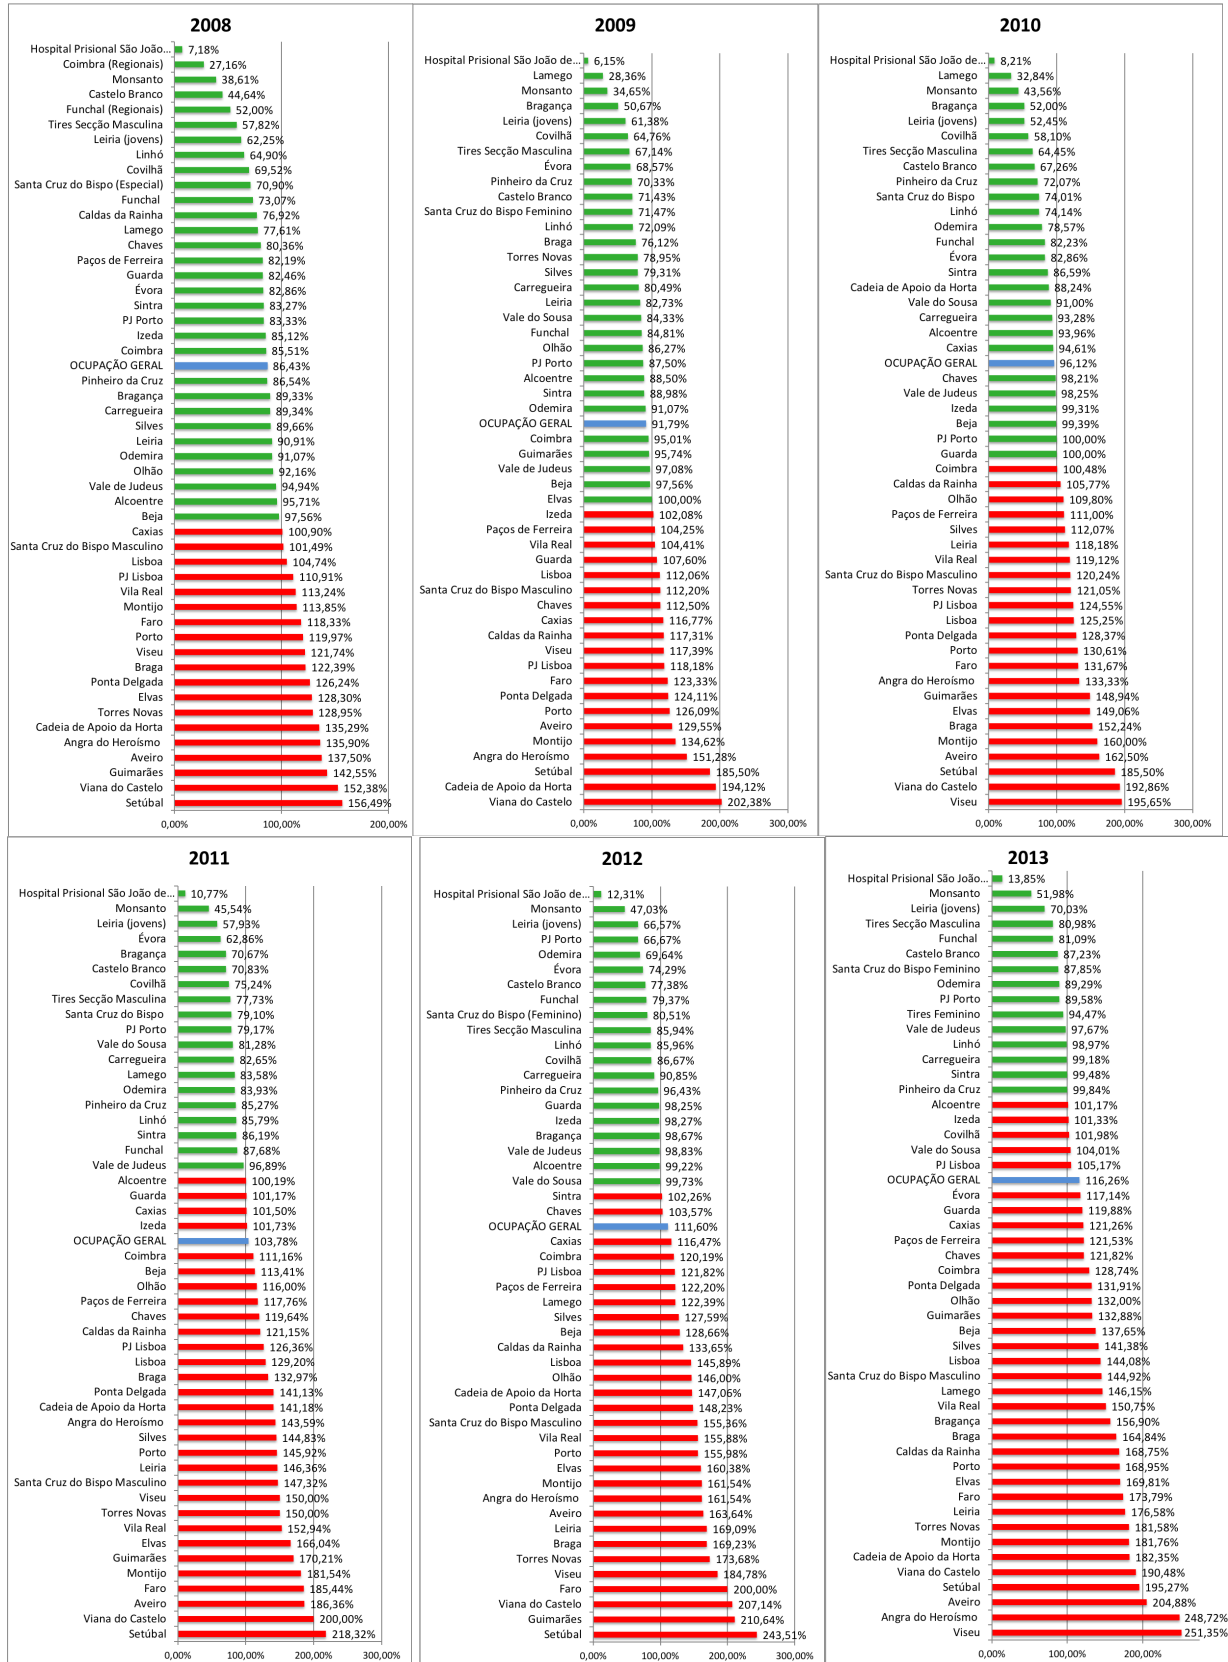 2008
Hospital Prisional São João... 7,18%
Coimbra (Regionais) 27,16%
Monsanto 38,61%
Castelo Branco 44,64%
Funchal (Regionais) 52,00%
Tires Secção Masculina 57,82%
Leiria (jovens) 62,25%
Linhó 64,90%
Covilhã 69,52%
Santa Cruz do Bispo (Especial) 70,90%
Funchal 73,07%
Caldas da Rainha 76,92%
Lamego 77,61%
Chaves 80,36%
Paços de Ferreira 82,19%
Guarda 82,46%
Évora 82,86%
Sintra 83,27%
PJ Porto 83,33%
Izeda 85,12%
Coimbra 85,51%
OCUPAÇÃO GERAL 86,43%
Pinheiro da Cruz 86,54%
Bragança 89,33%
Carregueira 89,34%
Silves 89,66%
Leiria 90,91%
Odemira 91,07%
Olhão 92,16%
Vale de Judeus 94,94%
Alcoentre 95,71%
Beja 97,56%
Caxias 100,90%
Santa Cruz do Bispo Masculino 101,49%
Lisboa 104,74%
PJ Lisboa 110,91%
Vila Real 113,24%
Montijo 113,85%
Faro 118,33%
Porto 119,97%
Viseu 121,74%
Braga 122,39%
Ponta Delgada 126,24%
Elvas 128,30%
Torres Novas 128,95%
Cadeia de Apoio da Horta 135,29%
Angra do Heroísmo 135,90%
Aveiro 137,50%
Guimarães 142,55%
Viana do Castelo 152,38%
Setúbal 156,49%
0,00% 100,00% 200,00%
2009
Hospital Prisional São João de... 6,15%
Lamego 28,36%
Monsanto 34,65%
Bragança 50,67%
Leiria (jovens) 61,38%
Covilhã 64,76%
Tires Secção Masculina 67,14%
Évora 68,57%
Pinheiro da Cruz 70,33%
Castelo Branco 71,43%
Santa Cruz do Bispo Feminino 71,47%
Linhó 72,09%
Braga 76,12%
Torres Novas 78,95%
Silves 79,31%
Carregueira 80,49%
Leiria 82,73%
Vale do Sousa 84,33%
Funchal 84,81%
Olhão 86,27%
PJ Porto 87,50%
Alcoentre 88,50%
Sintra 88,98%
Odemira 91,07%
OCUPAÇÃO GERAL 91,79%
Coimbra 95,01%
Guimarães 95,74%
Vale de Judeus 97,08%
Beja 97,56%
Elvas 100,00%
Izeda 102,08%
Paços de Ferreira 104,25%
Vila Real 104,41%
Guarda 107,60%
Lisboa 112,06%
Santa Cruz do Bispo Masculino 112,20%
Chaves 112,50%
Caxias 116,77%
Caldas da Rainha 117,31%
Viseu 117,39%
PJ Lisboa 118,18%
Faro 123,33%
Ponta Delgada 124,11%
Porto 126,09%
Aveiro 129,55%
Montijo 134,62%
Angra do Heroísmo 151,28%
Setúbal 185,50%
Cadeia de Apoio da Horta 194,12%
Viana do Castelo 202,38%
0,00% 100,00% 200,00% 300,00%
2010
Hospital Prisional São João de... 8,21%
Lamego 32,84%
Monsanto 43,56%
Bragança 52,00%
Leiria (jovens) 52,45%
Covilhã 58,10%
Tires Secção Masculina 64,45%
Castelo Branco 67,26%
Pinheiro da Cruz 72,07%
Santa Cruz do Bispo 74,01%
Linhó 74,14%
Odemira 78,57%
Funchal 82,23%
Évora 82,86%
Sintra 86,59%
Cadeia de Apoio da Horta 88,24%
Vale do Sousa 91,00%
Carregueira 93,28%
Alcoentre 93,96%
Caxias 94,61%
OCUPAÇÃO GERAL 96,12%
Chaves 98,21%
Vale de Judeus 98,25%
Izeda 99,31%
Beja 99,39%
PJ Porto 100,00%
Guarda 100,00%
Coimbra 100,48%
Caldas da Rainha 105,77%
Olhão 109,80%
Paços de Ferreira 111,00%
Silves 112,07%
Leiria 118,18%
Vila Real 119,12%
Santa Cruz do Bispo Masculino 120,24%
Torres Novas 121,05%
PJ Lisboa 124,55%
Lisboa 125,25%
Ponta Delgada 128,37%
Porto 130,61%
Faro 131,67%
Angra do Heroísmo 133,33%
Guimarães 148,94%
Elvas 149,06%
Braga 152,24%
Montijo 160,00%
Aveiro 162,50%
Setúbal 185,50%
Viana do Castelo 192,86%
Viseu 195,65%
0,00% 100,00% 200,00% 300,00%
2011
Hospital Prisional São João de... 10,77%
Monsanto 45,54%
Leiria (jovens) 57,93%
Évora 62,86%
Bragança 70,67%
Castelo Branco 70,83%
Covilhã 75,24%
Tires Secção Masculina 77,73%
Santa Cruz do Bispo 79,10%
PJ Porto 79,17%
Vale do Sousa 81,28%
Carregueira 82,65%
Lamego 83,58%
Odemira 83,93%
Pinheiro da Cruz 85,27%
Linhó 85,79%
Sintra 86,19%
Funchal 87,68%
Vale de Judeus 96,89%
Alcoentre 100,19%
Guarda 101,17%
Caxias 101,50%
Izeda 101,73%
OCUPAÇÃO GERAL 103,78%
Coimbra 111,16%
Beja 113,41%
Olhão 116,00%
Paços de Ferreira 117,76%
Chaves 119,64%
Caldas da Rainha 121,15%
PJ Lisboa 126,36%
Lisboa 129,20%
Braga 132,97%
Ponta Delgada 141,13%
Cadeia de Apoio da Horta 141,18%
Angra do Heroísmo 143,59%
Silves 144,83%
Porto 145,92%
Leiria 146,36%
Santa Cruz do Bispo Masculino 147,32%
Viseu 150,00%
Torres Novas 150,00%
Vila Real 152,94%
Elvas 166,04%
Guimarães 170,21%
Montijo 181,54%
Faro 185,44%
Aveiro 186,36%
Viana do Castelo 200,00%
Setúbal 218,32%
0,00% 100,00% 200,00% 300,00%
2012
Hospital Prisional São João de... 12,31%
Monsanto 47,03%
Leiria (jovens) 66,57%
PJ Porto 66,67%
Odemira 69,64%
Évora 74,29%
Castelo Branco 77,38%
Funchal 79,37%
Santa Cruz do Bispo (Feminino) 80,51%
Tires Secção Masculina 85,94%
Linhó 85,96%
Covilhã 86,67%
Carregueira 90,85%
Pinheiro da Cruz 96,43%
Guarda 98,25%
Izeda 98,27%
Bragança 98,67%
Vale de Judeus 98,83%
Alcoentre 99,22%
Vale do Sousa 99,73%
Sintra 102,26%
Chaves 103,57%
OCUPAÇÃO GERAL 111,60%
Caxias 116,47%
Coimbra 120,19%
PJ Lisboa 121,82%
Paços de Ferreira 122,20%
Lamego 122,39%
Silves 127,59%
Beja 128,66%
Caldas da Rainha 133,65%
Lisboa 145,89%
Olhão 146,00%
Cadeia de Apoio da Horta 147,06%
Ponta Delgada 148,23%
Santa Cruz do Bispo Masculino 155,36%
Vila Real 155,88%
Porto 155,98%
Elvas 160,38%
Montijo 161,54%
Angra do Heroísmo 161,54%
Aveiro 163,64%
Leiria 169,09%
Braga 169,23%
Torres Novas 173,68%
Viseu 184,78%
Faro 200,00%
Viana do Castelo 207,14%
Guimarães 210,64%
Setúbal 243,51%
0,00% 100,00% 200,00% 300,00%
2013
Hospital Prisional São João... 13,85%
Monsanto 51,98%
Leiria (jovens) 70,03%
Tires Secção Masculina 80,98%
Funchal 81,09%
Castelo Branco 87,23%
Santa Cruz do Bispo Feminino 87,85%
Odemira 89,29%
PJ Porto 89,58%
Tires Feminino 94,47%
Vale de Judeus 97,67%
Linhó 98,97%
Carregueira 99,18%
Sintra 99,48%
Pinheiro da Cruz 99,84%
Alcoentre 101,17%
Izeda 101,33%
Covilhã 101,98%
Vale do Sousa 104,01%
PJ Lisboa 105,17%
OCUPAÇÃO GERAL 116,26%
Évora 117,14%
Guarda 119,88%
Caxias 121,26%
Paços de Ferreira 121,53%
Chaves 121,82%
Coimbra 128,74%
Ponta Delgada 131,91%
Olhão 132,00%
Guimarães 132,88%
Beja 137,65%
Silves 141,38%
Lisboa 144,08%
Santa Cruz do Bispo Masculino 144,92%
Lamego 146,15%
Vila Real 150,75%
Bragança 156,90%
Braga 164,84%
Caldas da Rainha 168,75%
Porto 168,95%
Elvas 169,81%
Faro 173,79%
Leiria 176,58%
Torres Novas 181,58%
Montijo 181,76%
Cadeia de Apoio da Horta 182,35%
Viana do Castelo 190,48%
Setúbal 195,27%
Aveiro 204,88%
Angra do Heroísmo 248,72%
Viseu 251,35%
0,00% 100,00% 200,00%